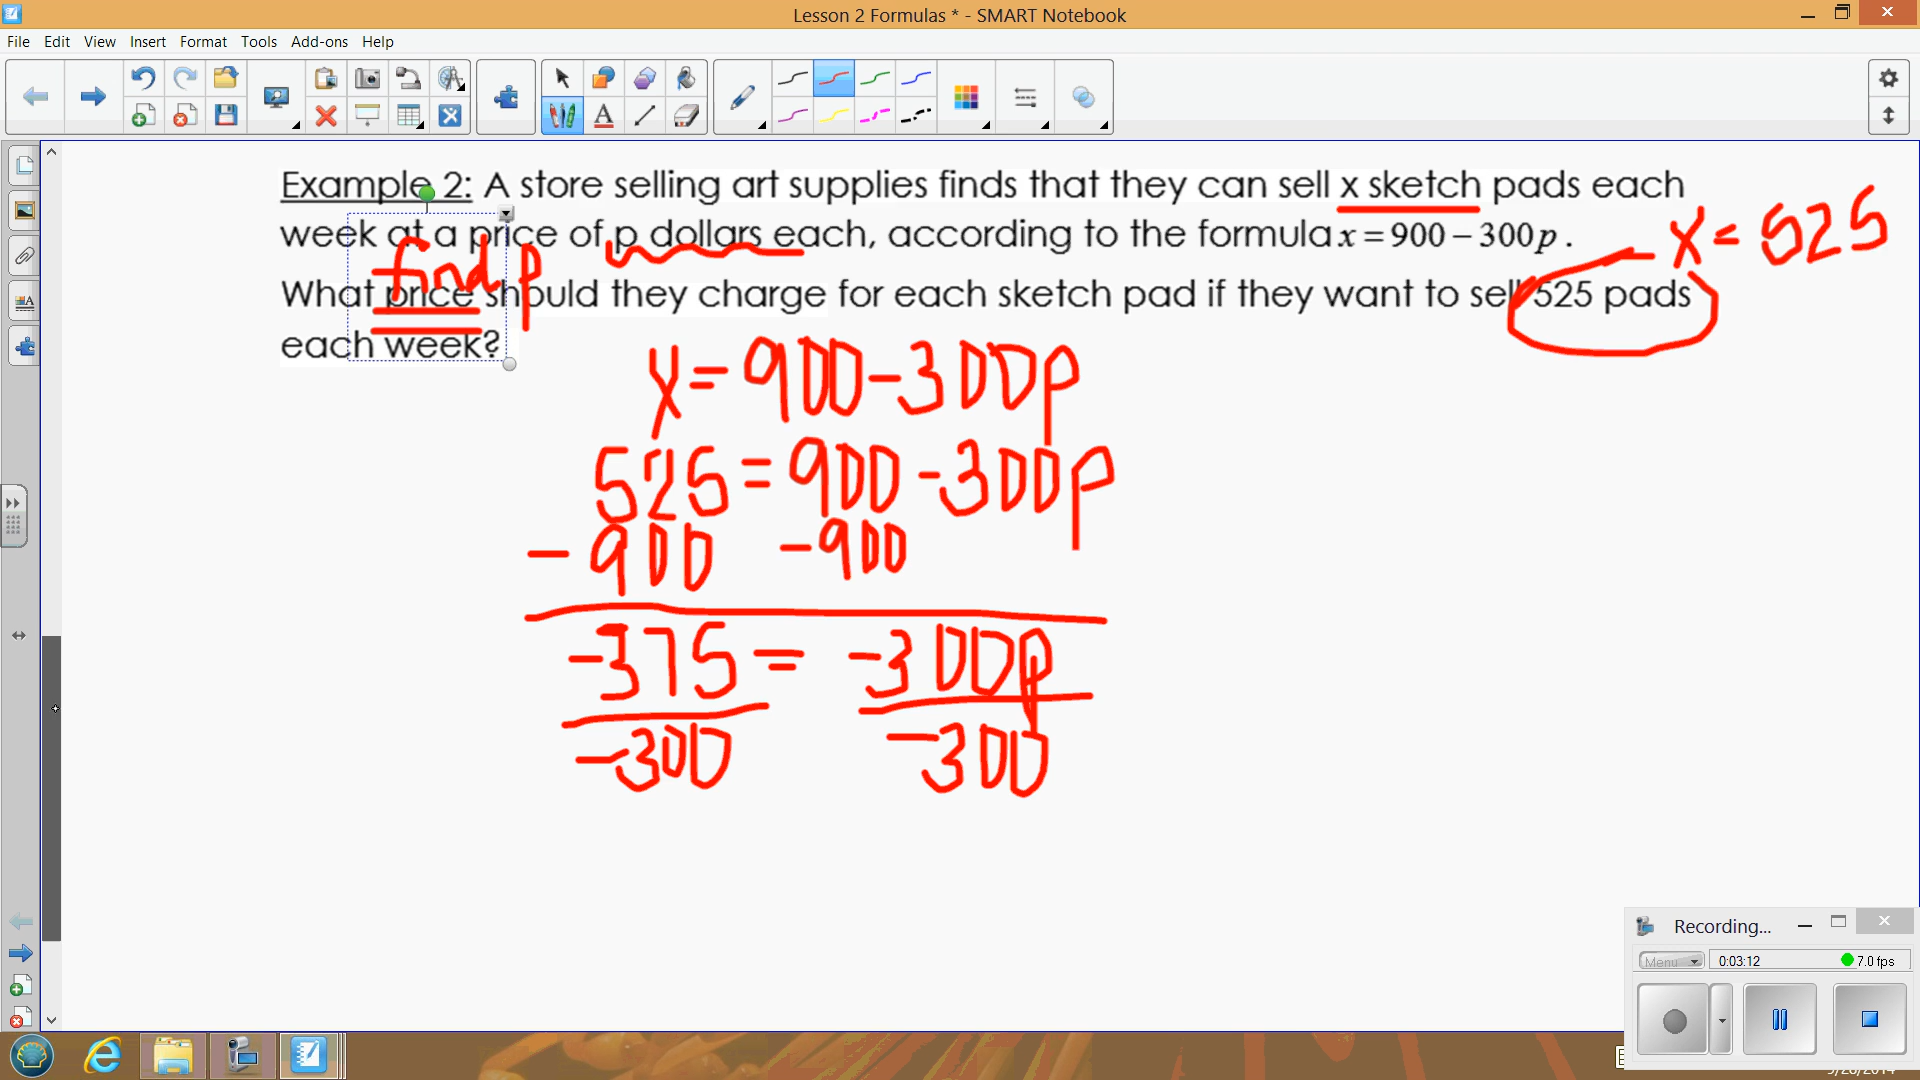 Lesson 2 Formulas * - SMART Notebook
File Edit View Insert Format Tools Add-ons Help
Example 2: A store selling art supplies finds that they can sell x sketch pads each
week at a price of p dollars each, according to the formula x = 900 – 300p .
x = 525
find p
What price should they charge for each sketch pad if they want to sell 525 pads
each week?
x = 900 - 300p
525 = 900 - 300p
- 900 - 900
-375 = -300p
-300 -300
Recording...
Menu 0:03:12 7.0 fps